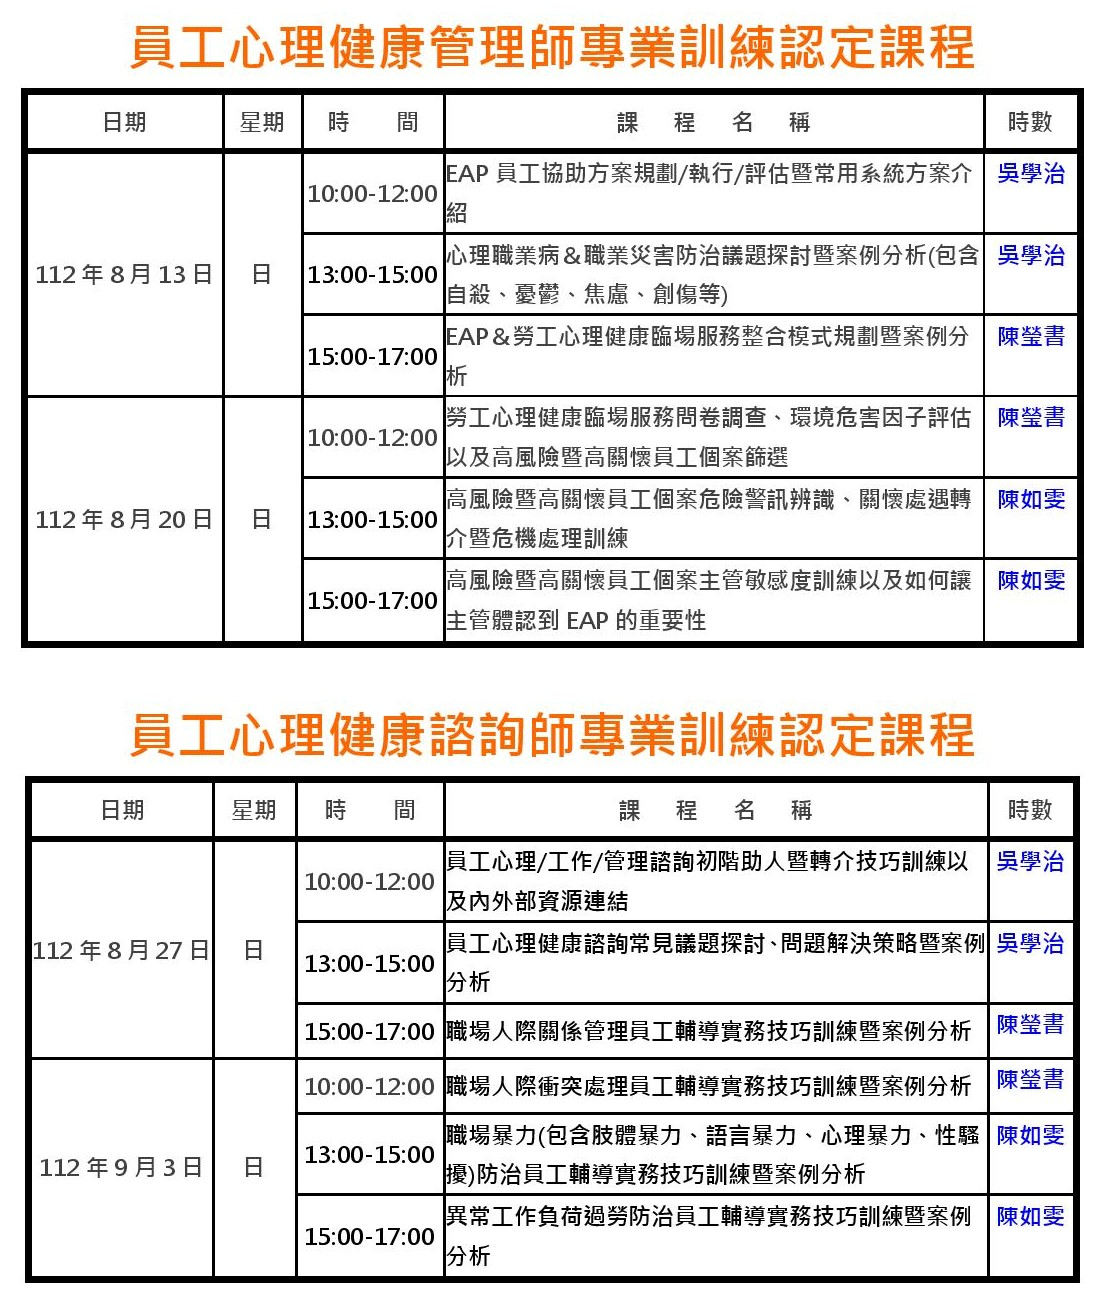 員工心理健康管理師專業訓練認定課程
日期 星期 時 間 課 程 名 稱 時數
112 年 8 月 13 日 日
10:00-12:00 EAP 員工協助方案規劃/執行/評估暨常用系統方案介 吳學治
紹
13:00-15:00 心理職業病＆職業災害防治議題探討暨案例分析(包含 吳學治
自殺、憂鬱、焦慮、創傷等)
15:00-17:00 EAP＆勞工心理健康臨場服務整合模式規劃暨案例分 陳瑩書
析
112 年 8 月 20 日 日
10:00-12:00 勞工心理健康臨場服務問卷調查、環境危害因子評估 陳瑩書
以及高風險暨高關懷員工個案篩選
13:00-15:00 高風險暨高關懷員工個案危險警訊辨識、關懷處遇轉 陳如雯
介暨危機處理訓練
15:00-17:00 高風險暨高關懷員工個案主管敏感度訓練以及如何讓 陳如雯
主管體認到 EAP 的重要性
員工心理健康諮詢師專業訓練認定課程
日期 星期 時 間 課 程 名 稱 時數
112 年 8 月 27 日 日
10:00-12:00 員工心理/工作/管理諮詢初階助人暨轉介技巧訓練以 吳學治
及內外部資源連結
13:00-15:00 員工心理健康諮詢常見議題探討、問題解決策略暨案例 吳學治
分析
15:00-17:00 職場人際關係管理員工輔導實務技巧訓練暨案例分析 陳瑩書
112 年 9 月 3 日 日
10:00-12:00 職場人際衝突處理員工輔導實務技巧訓練暨案例分析 陳瑩書
13:00-15:00 職場暴力(包含肢體暴力、語言暴力、心理暴力、性騷 陳如雯
擾)防治員工輔導實務技巧訓練暨案例分析
15:00-17:00 異常工作負荷過勞防治員工輔導實務技巧訓練暨案例 陳如雯
分析